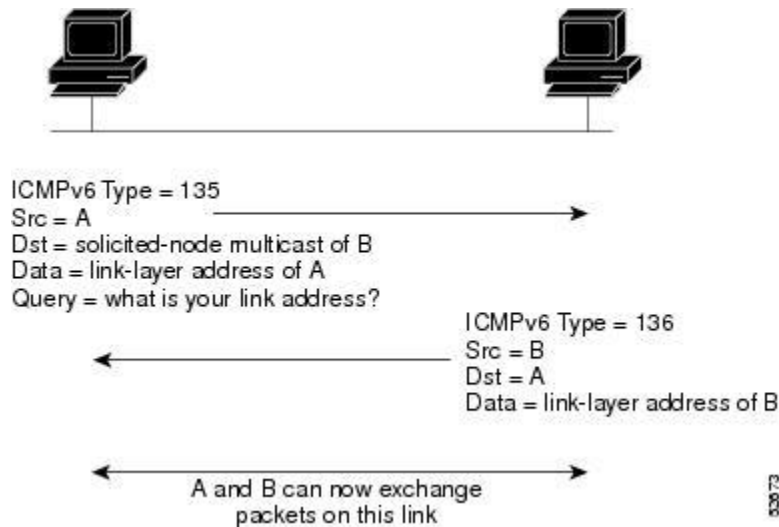 ICMPv6 Type = 135
Src = A
Dst = solicited-node multicast of B
Data = link-layer address of A
Query = what is your link address?
ICMPv6 Type = 136
Src = B
Dst = A
Data = link-layer address of B
A and B can now exchange
packets on this link